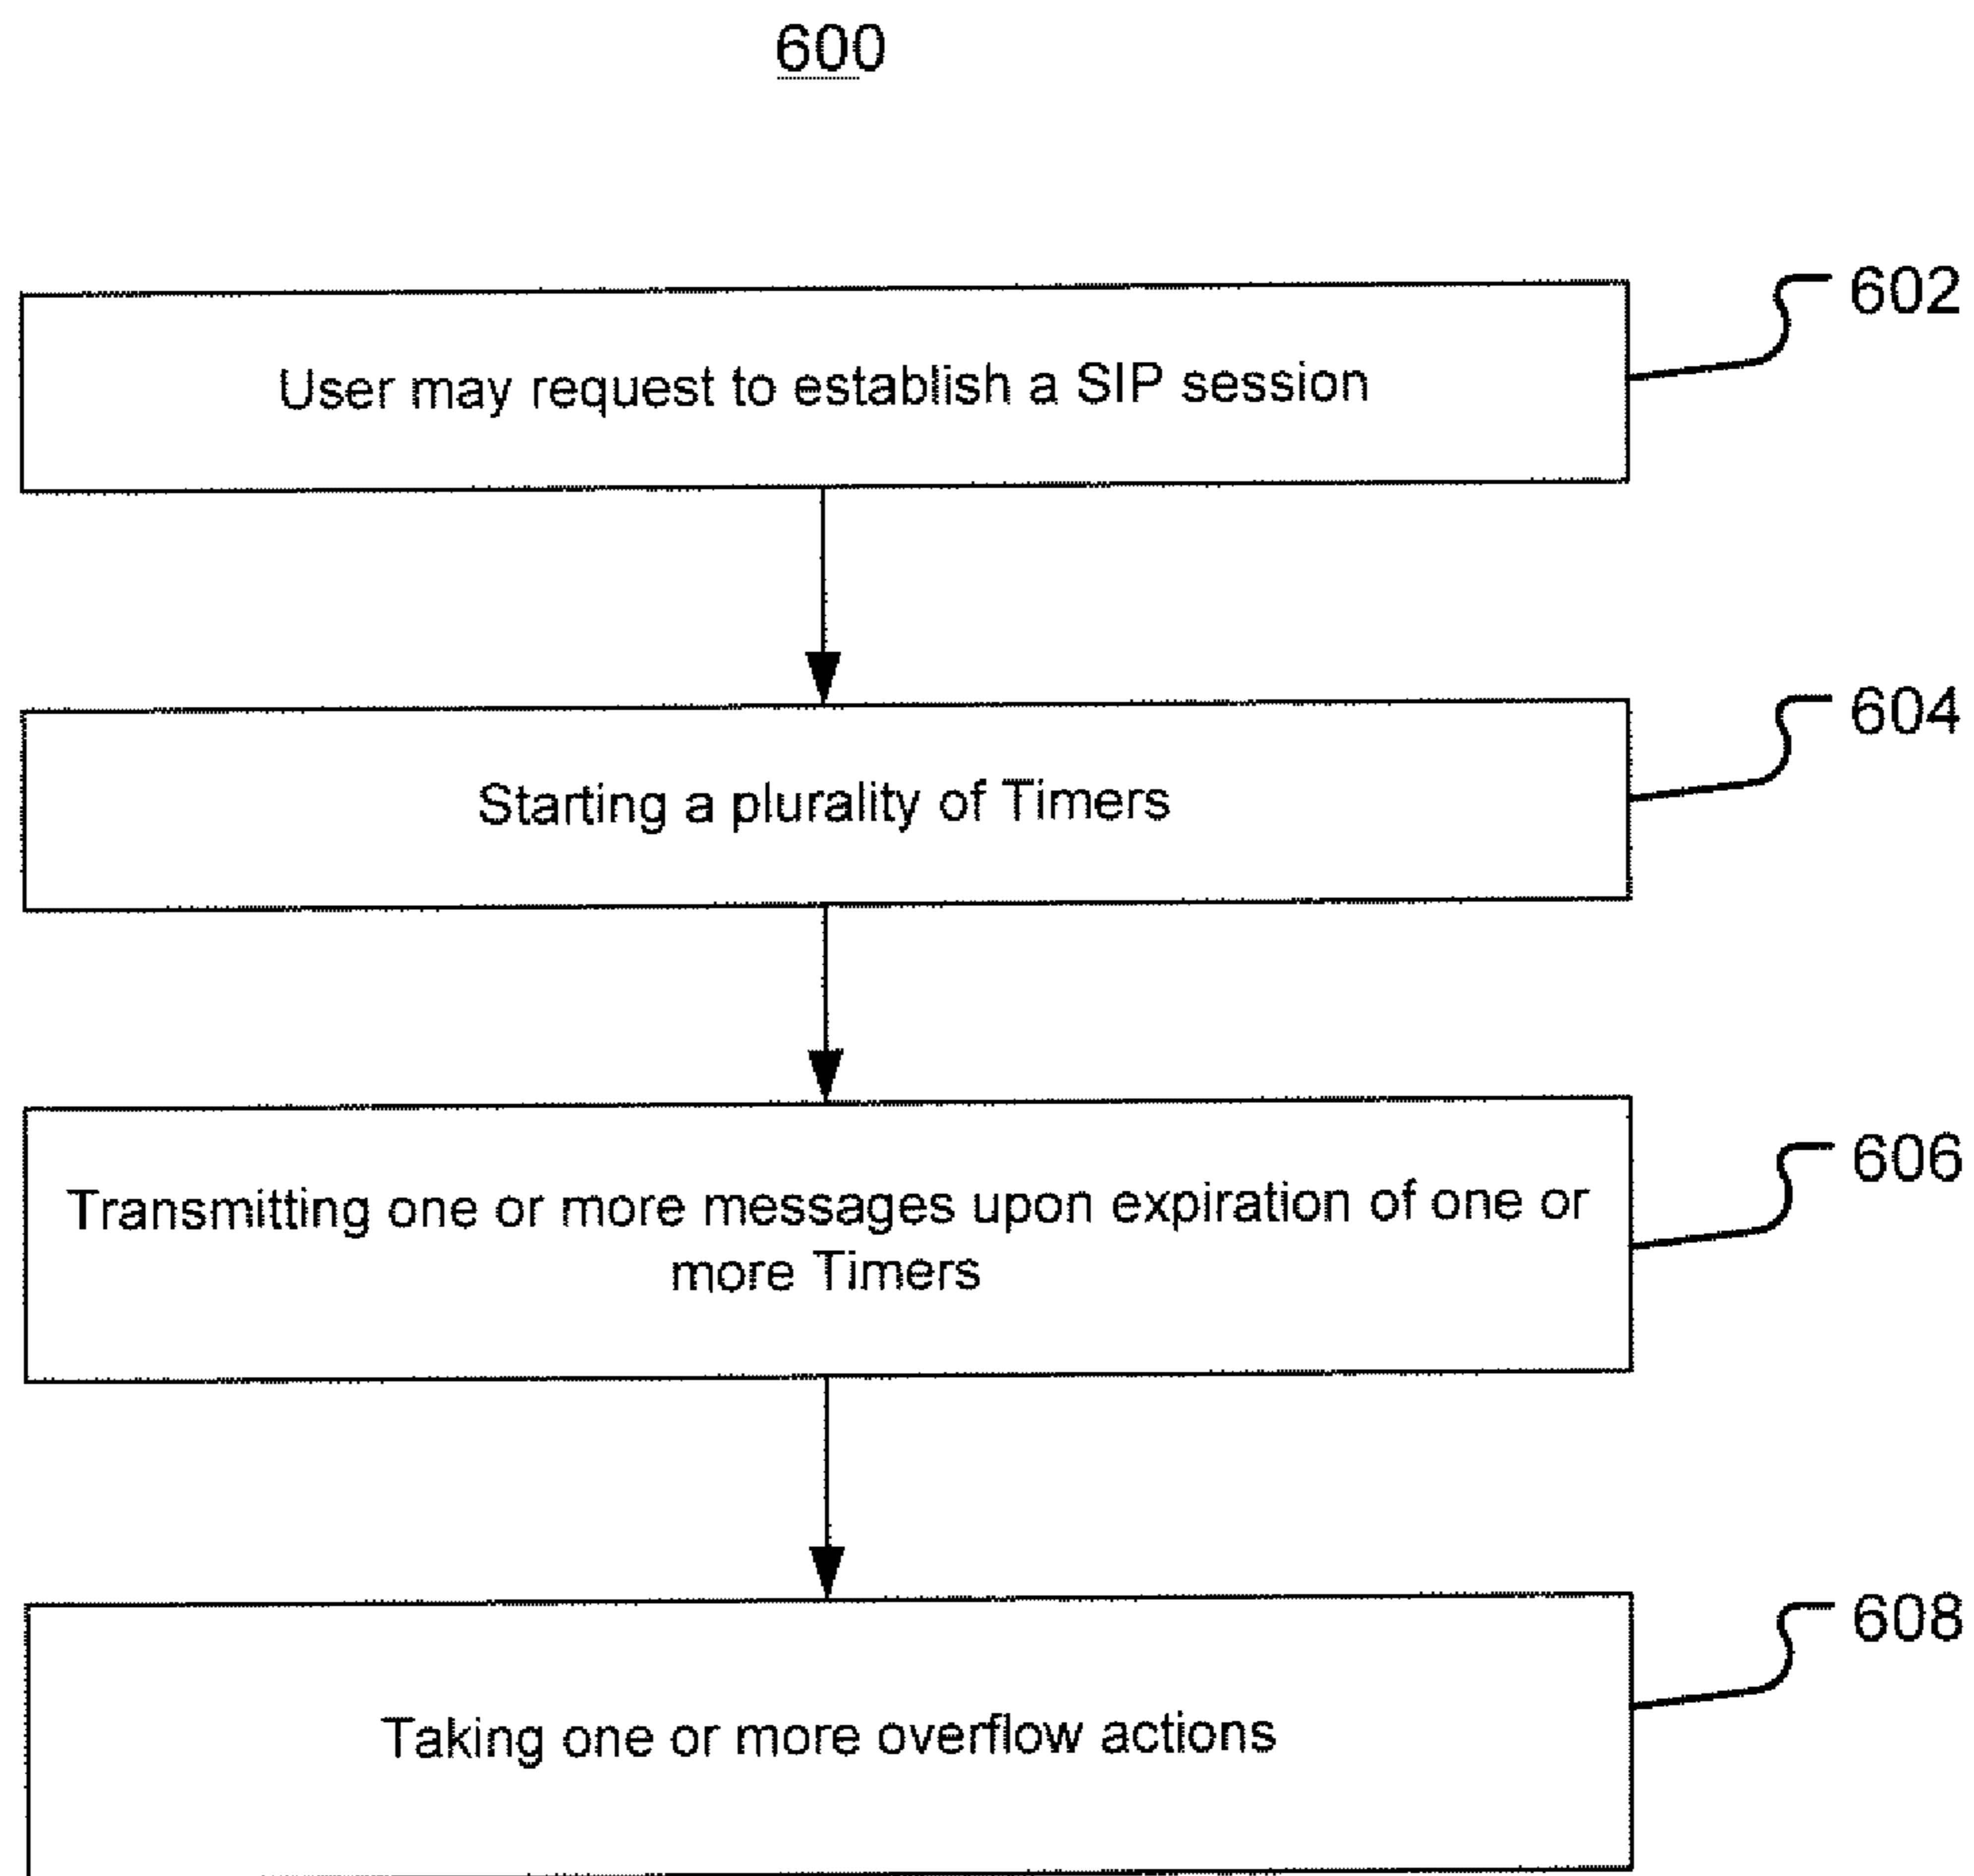 600
602
User may request to establish a SIP session
604
Starting a plurality of Timers
606
Transmitting one or more messages upon expiration of one or
more Timers
608
Taking one or more overflow actions